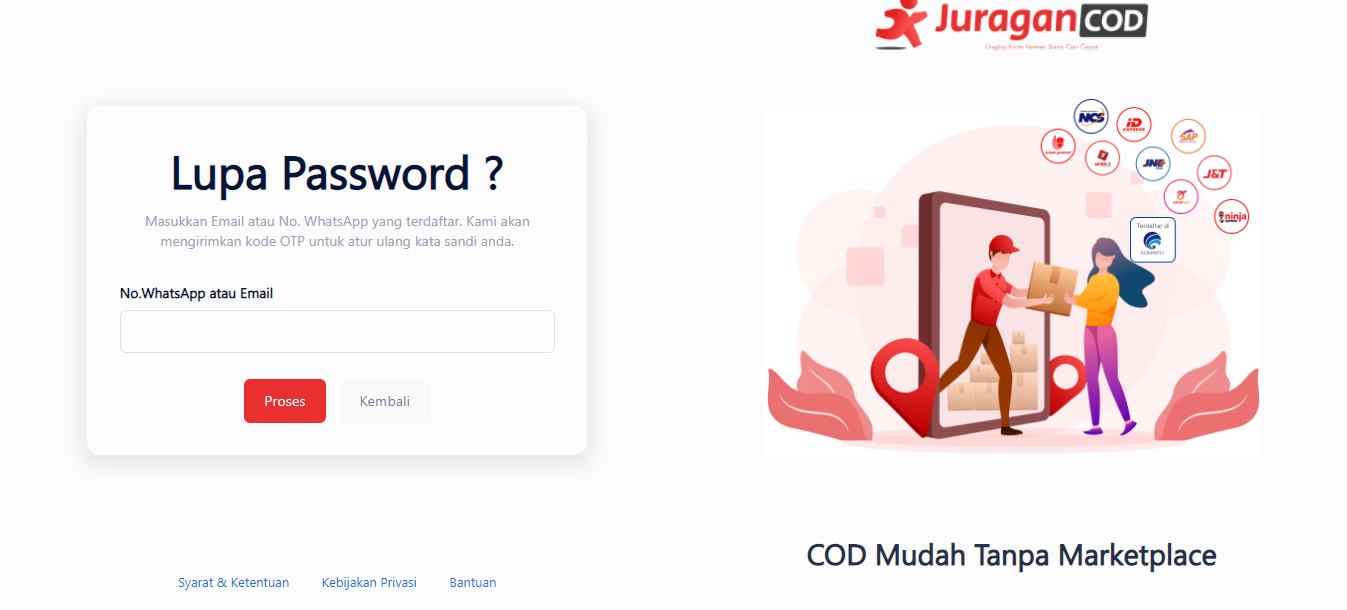 Lupa Password ?
Masukkan Email atau No. WhatsApp yang terdaftar. Kami akan
mengirimkan kode OTP untuk atur ulang kata sandi anda.
No.WhatsApp atau Email
Proses
Kembali
Syarat & Ketentuan
Kebijakan Privasi
Bantuan
JuraganCOD
Ongkos Kirim Hemat, Dana Cair Cepat
NCS
iD
EXPRESS
SAP
JNE
J&T
ninja
Terdaftar di
KOMINFO
COD Mudah Tanpa Marketplace